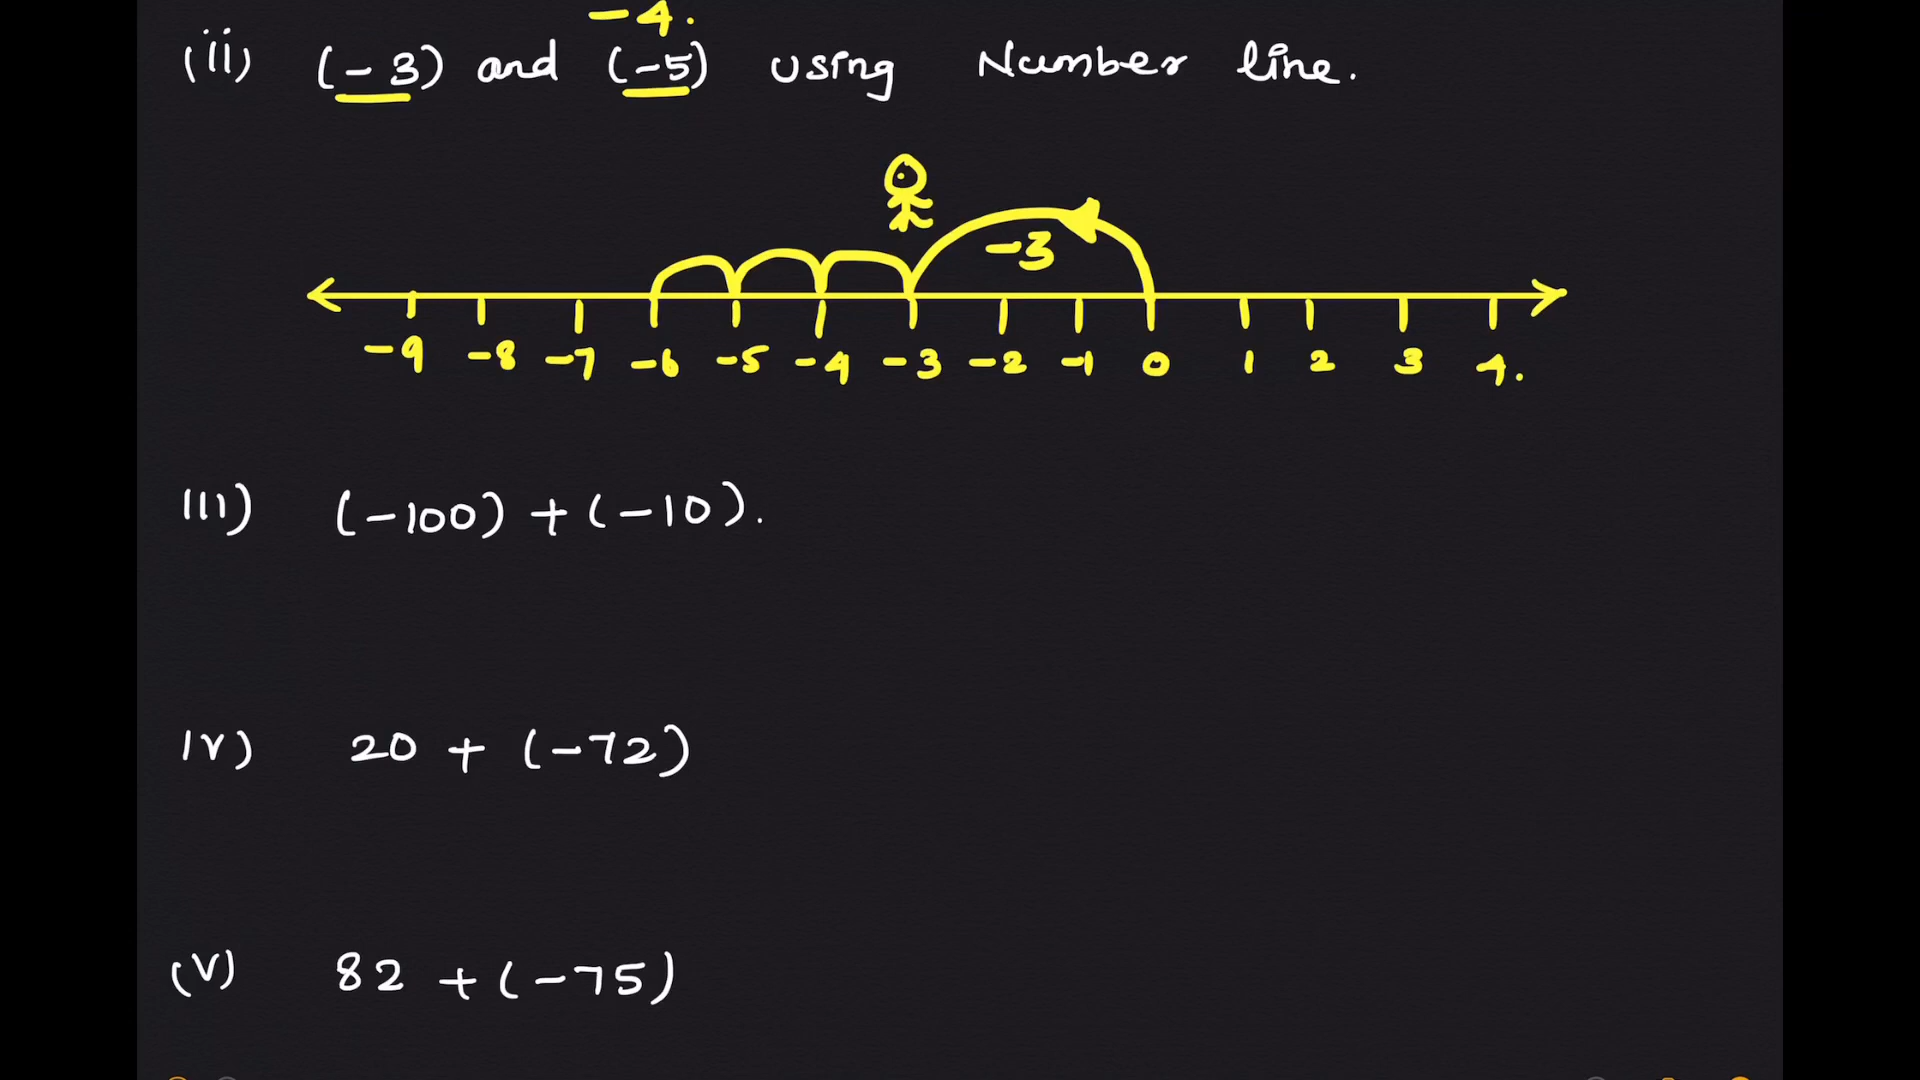 -4.
(ii) (-3) and (-5) using Number line.
-3
-9 -8 -7 -6 -5 -4 -3 -2 -1 0 1 2 3 4.
iii) (-100) + (-10).
iv) 20 + (-72)
(v) 82 + (-75)